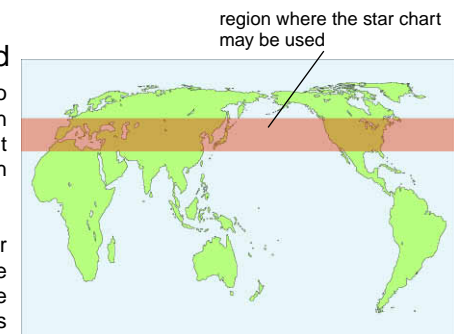 region where the star chart
may be used
d
o
n
t
n
r
e
e
s